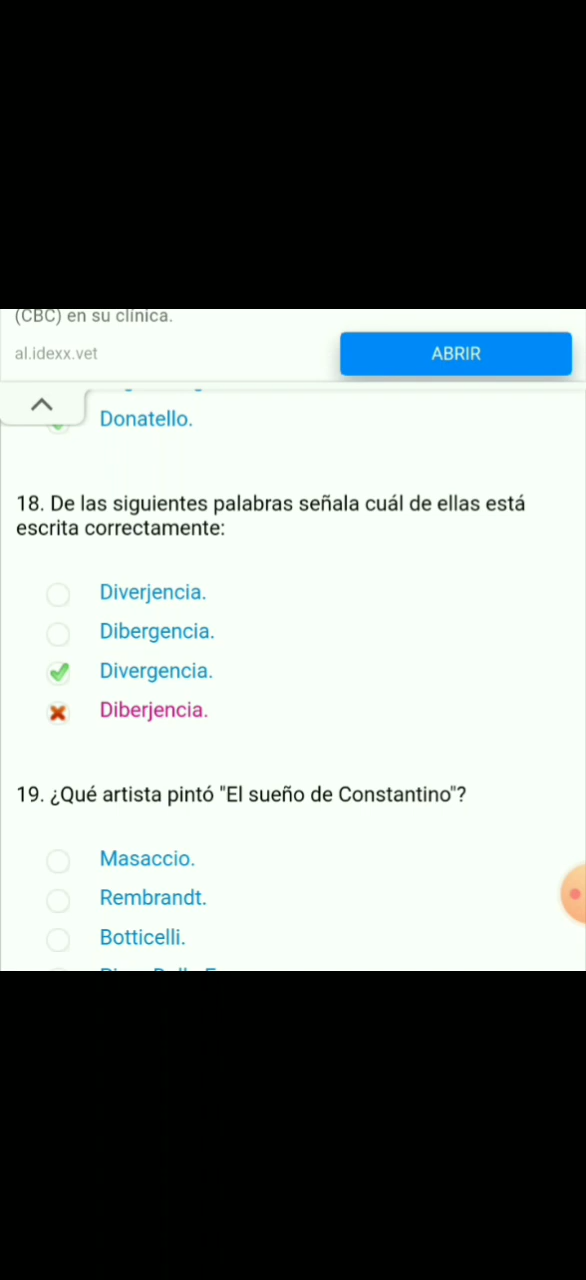 (CBC) en su clínica.
al.idexx.vet
ABRIR
Donatello.
18. De las siguientes palabras señala cuál de ellas está
escrita correctamente:
Diverjencia.
Dibergencia.
Divergencia.
Diberjencia.
19. ¿Qué artista pintó "El sueño de Constantino"?
Masaccio.
Rembrandt.
Botticelli.